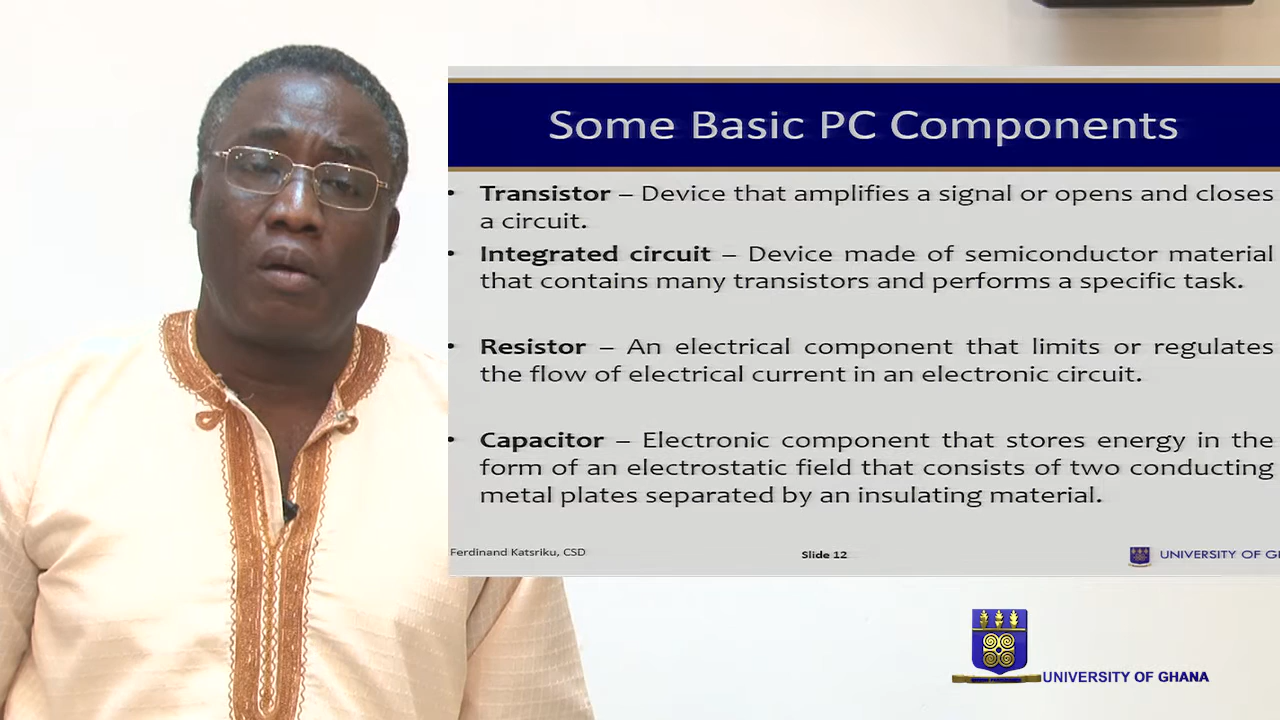 Some Basic PC Components
• Transistor – Device that amplifies a signal or opens and closes
a circuit.
• Integrated circuit – Device made of semiconductor material
that contains many transistors and performs a specific task.
• Resistor – An electrical component that limits or regulates
the flow of electrical current in an electronic circuit.
• Capacitor – Electronic component that stores energy in the
form of an electrostatic field that consists of two conducting
metal plates separated by an insulating material.
Ferdinand Katsriku, CSD
Slide 12
UNIVERSITY OF GH
UNIVERSITY OF GHANA